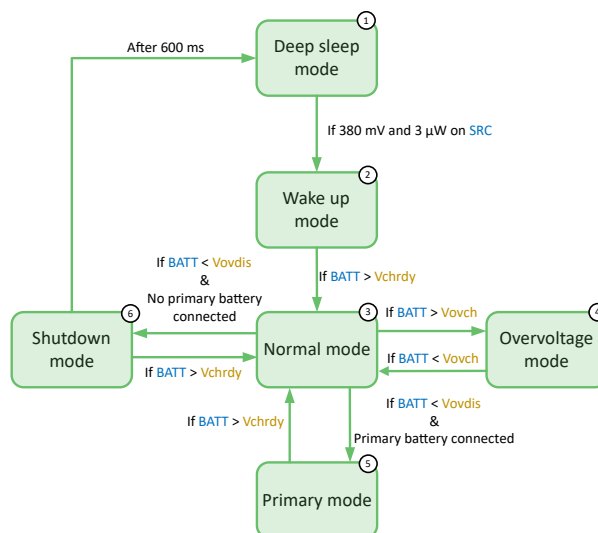 1
Deep sleep
mode
After 600 ms
If 380 mV and 3 µW on SRC
2
Wake up
mode
If BATT < Vovdis
&
No primary battery
connected
If BATT > Vchrdy
6
Shutdown
mode
3
Normal mode
If BATT > Vovch
If BATT < Vovch
4
Overvoltage
mode
If BATT > Vchrdy
If BATT > Vchrdy
If BATT < Vovdis
&
Primary battery connected
5
Primary mode